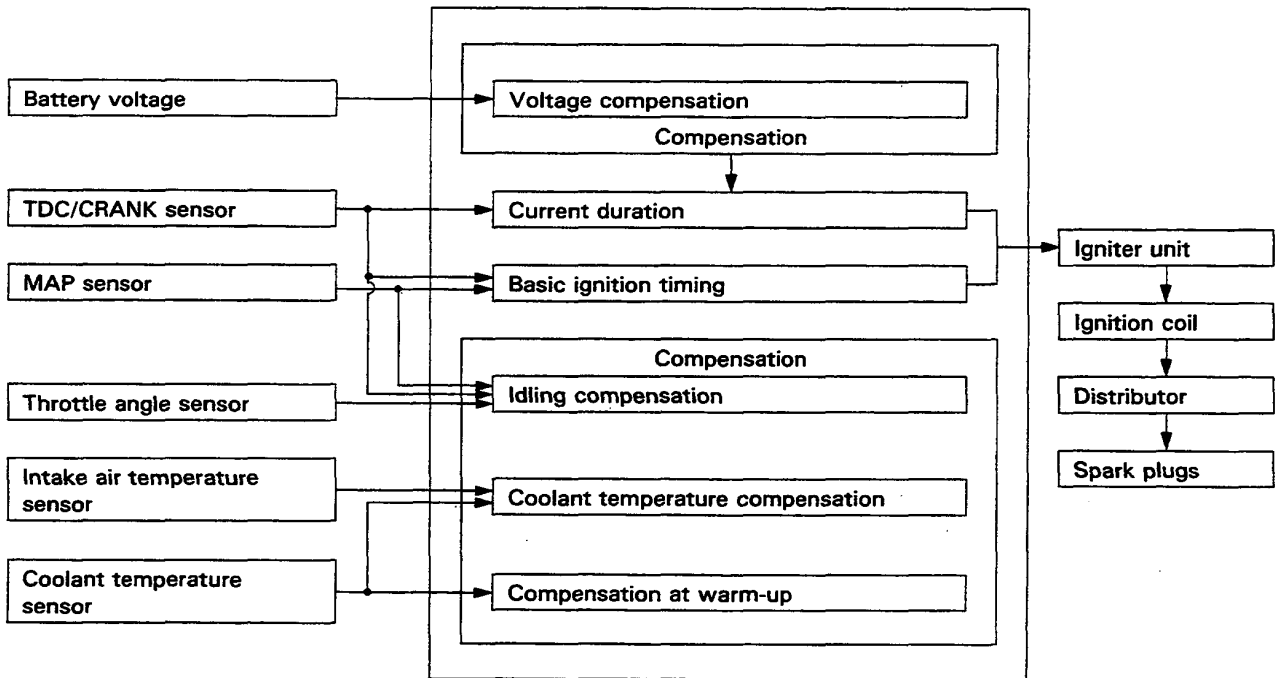 Battery voltage
Voltage compensation
Compensation
TDC/CRANK sensor
Current duration
MAP sensor
Basic ignition timing
Igniter unit
Ignition coil
Distributor
Spark plugs
Compensation
Throttle angle sensor
Idling compensation
Intake air temperature
sensor
Coolant temperature compensation
Coolant temperature
sensor
Compensation at warm-up